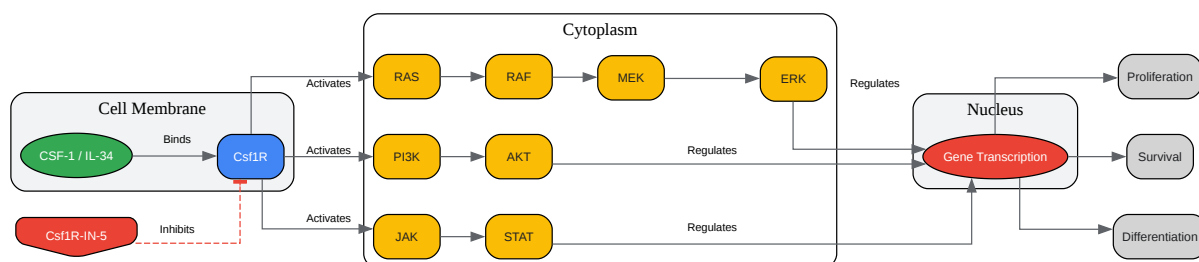 Cytoplasm
RAS
RAF
MEK
ERK
Activates
Regulates
Proliferation
Cell Membrane
Nucleus
CSF-1 / IL-34
Binds
Csf1R
Activates
PI3K
AKT
Regulates
Gene Transcription
Survival
Csf1R-IN-5
Inhibits
Activates
JAK
STAT
Regulates
Differentiation